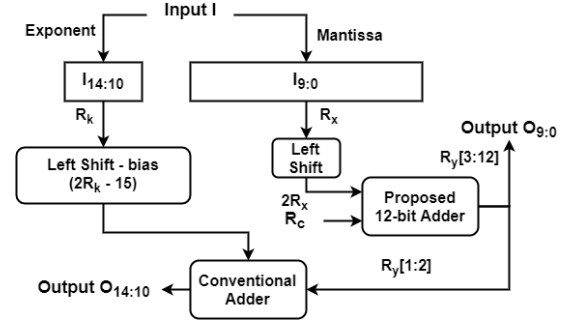 Input I
Exponent
Mantissa
I14:10
I9:0
Rk
Rx
Output O9:0
Left Shift - bias
(2Rk - 15)
Left
Shift
Ry[3:12]
2Rx
Rc
Proposed
12-bit Adder
Ry[1:2]
Output O14:10
Conventional
Adder